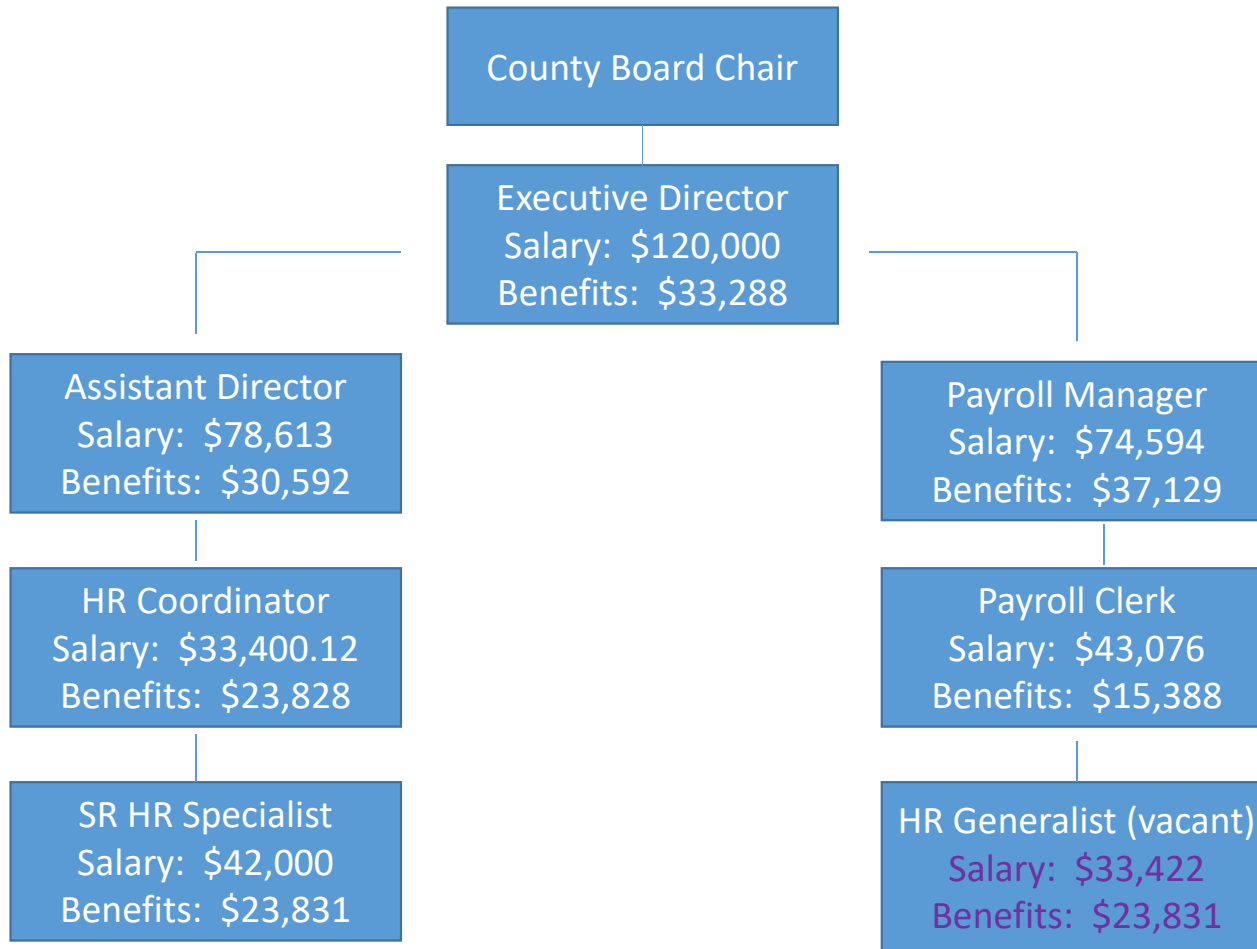 County Board Chair
Executive Director
Salary:  $120,000
Benefits:  $33,288
Assistant Director
Salary:  $78,613
Benefits:  $30,592
Payroll Manager
Salary:  $74,594
Benefits:  $37,129
HR Coordinator
Salary:  $33,400.12
Benefits:  $23,828
Payroll Clerk
Salary:  $43,076
Benefits:  $15,388
SR HR Specialist
Salary:  $42,000
Benefits:  $23,831
HR Generalist (vacant)
Salary:  $33,422
Benefits:  $23,831